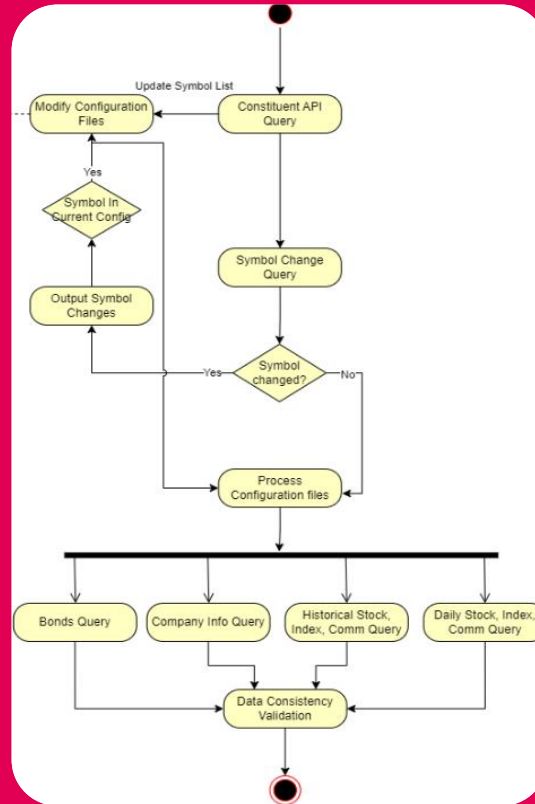 Update Symbol List
Modify Configuration
Files
Constituent API
Query
Yes
Symbol In
Current Config
Symbol Change
Query
Output Symbol
Changes
Yes
Symbol
changed?
No
Process
Configuration files
Bonds Query
Company Info Query
Historical Stock,
Index, Comm Query
Daily Stock, Index,
Comm Query
Data Consistency
Validation